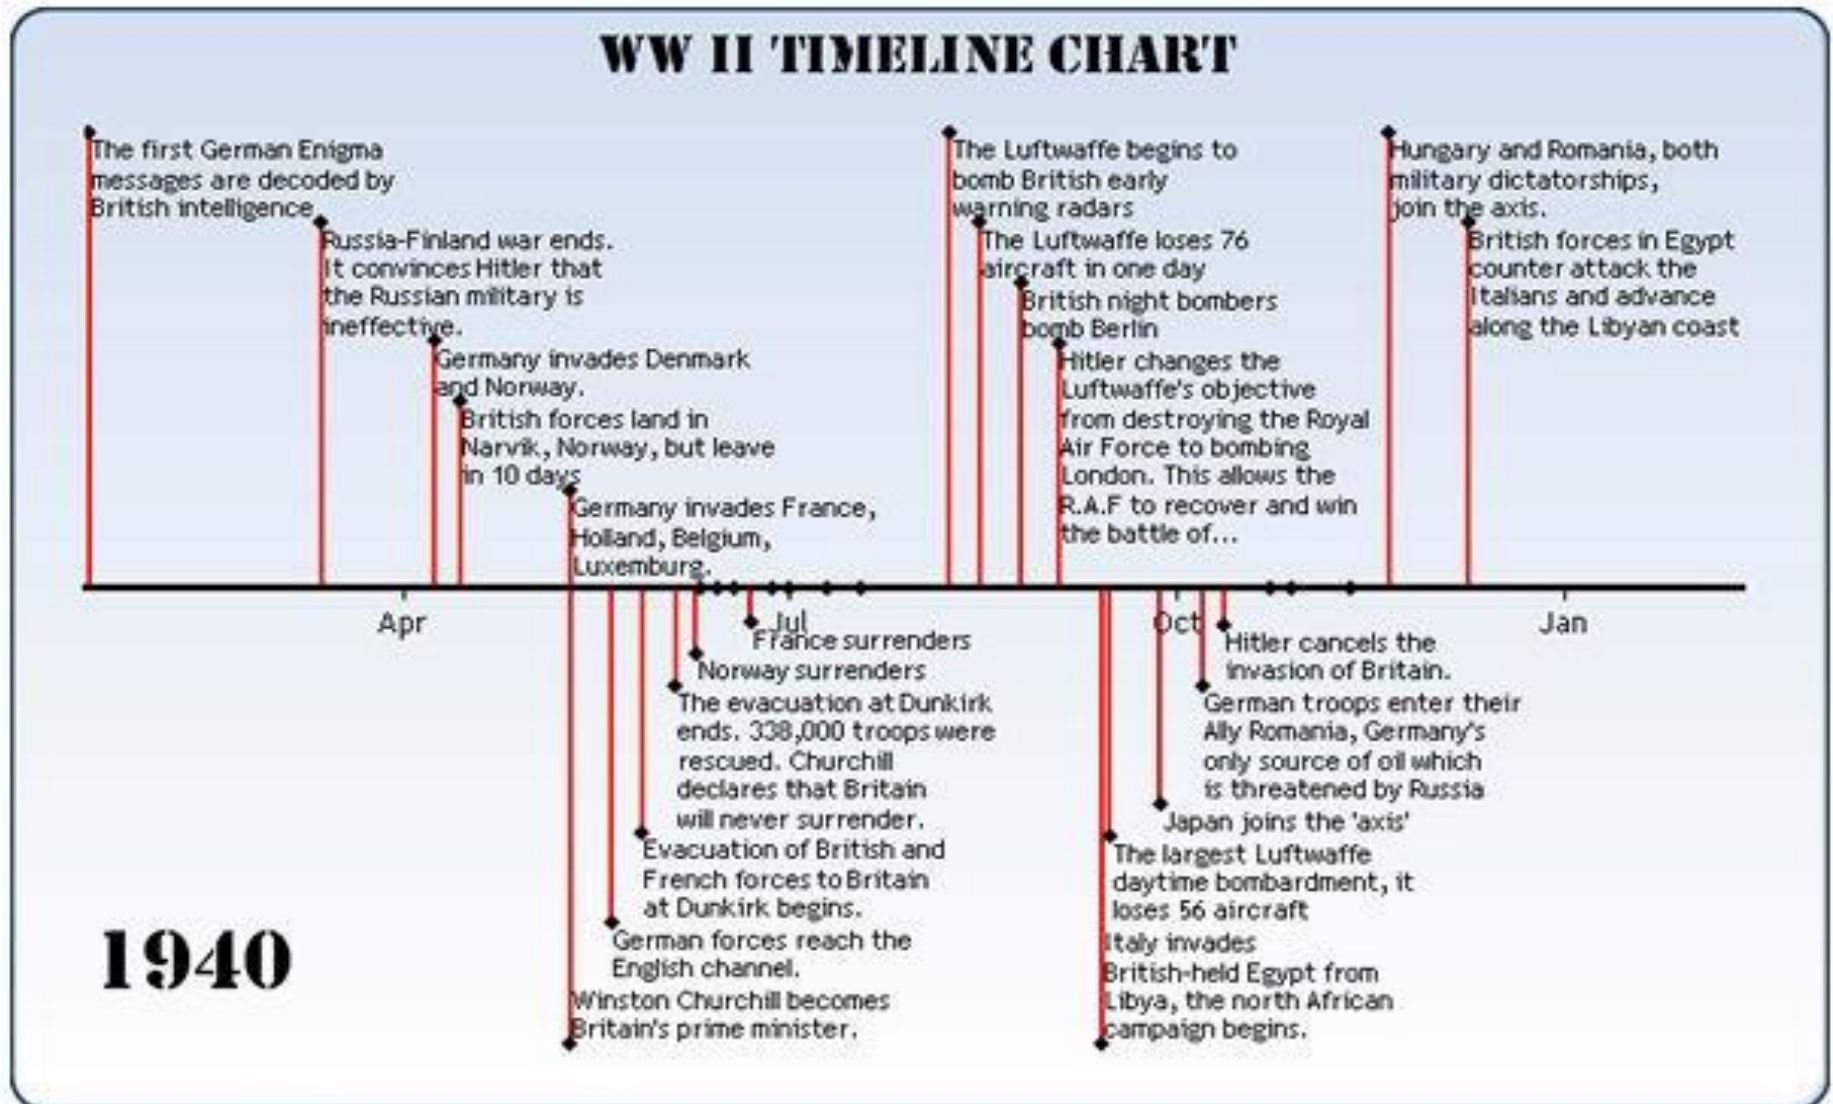 WW II TIMELINE CHART
The first German Enigma
messages are decoded by
British intelligence
Russia-Finland war ends.
It convinces Hitler that
the Russian military is
ineffective.
Germany invades Denmark
and Norway.
British forces land in
Narvik, Norway, but leave
in 10 days
Germany invades France,
Holland, Belgium,
Luxemburg.
The Luftwaffe begins to
bomb British early
warning radars
The Luftwaffe loses 76
aircraft in one day
British night bombers
bomb Berlin
Hitler changes the
Luftwaffe's objective
from destroying the Royal
Air Force to bombing
London. This allows the
R.A.F to recover and win
the battle of...
Hungary and Romania, both
military dictatorships,
join the axis.
British forces in Egypt
counter attack the
Italians and advance
along the Libyan coast
Apr
Jul
Oct
Jan
France surrenders
Norway surrenders
The evacuation at Dunkirk
ends. 338,000 troops were
rescued. Churchill
declares that Britain
will never surrender.
Evacuation of British and
French forces to Britain
at Dunkirk begins.
German forces reach the
English channel.
Winston Churchill becomes
Britain's prime minister.
Hitler cancels the
invasion of Britain.
German troops enter their
Ally Romania, Germany's
only source of oil which
is threatened by Russia
Japan joins the 'axis'
The largest Luftwaffe
daytime bombardment, it
loses 56 aircraft
Italy invades
British-held Egypt from
Libya, the north African
campaign begins.
1940